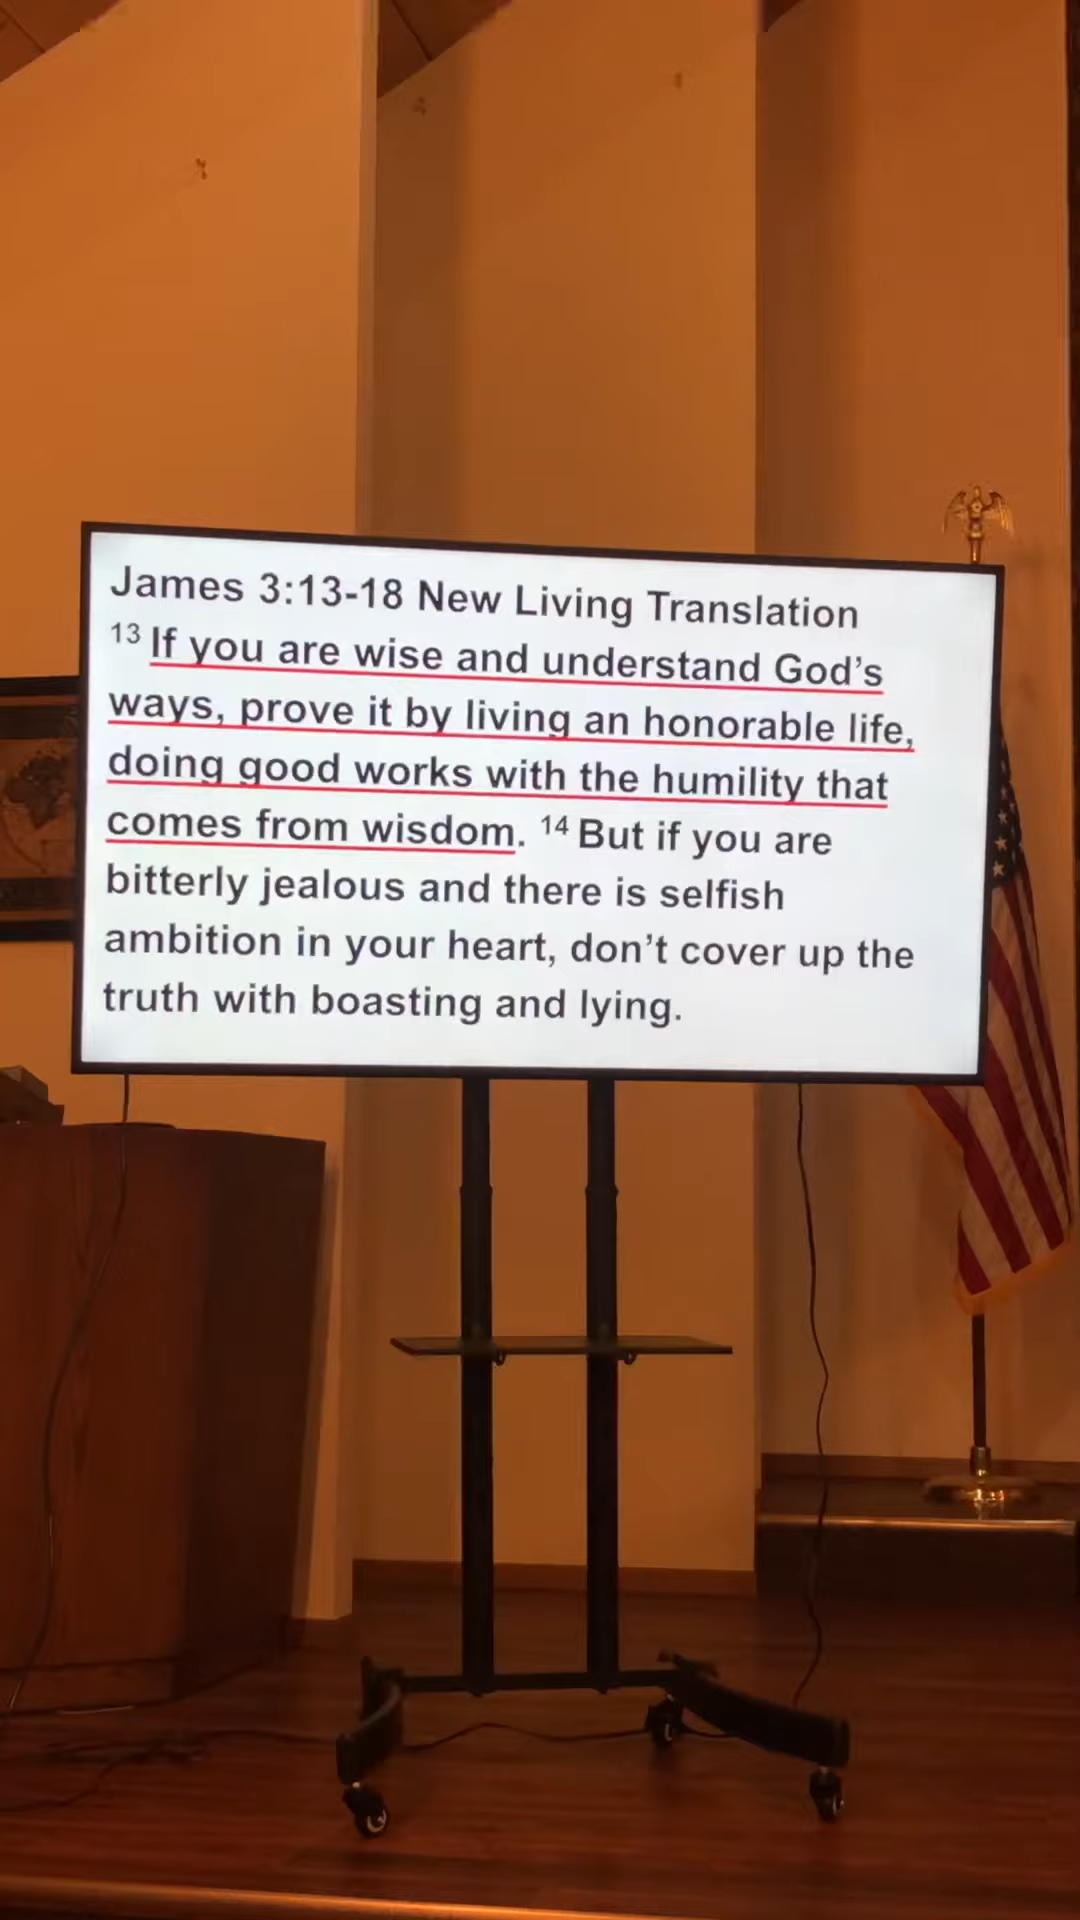 James 3:13-18 New Living Translation
13 If you are wise and understand God’s
ways, prove it by living an honorable life,
doing good works with the humility that
comes from wisdom. 14 But if you are
bitterly jealous and there is selfish
ambition in your heart, don’t cover up the
truth with boasting and lying.